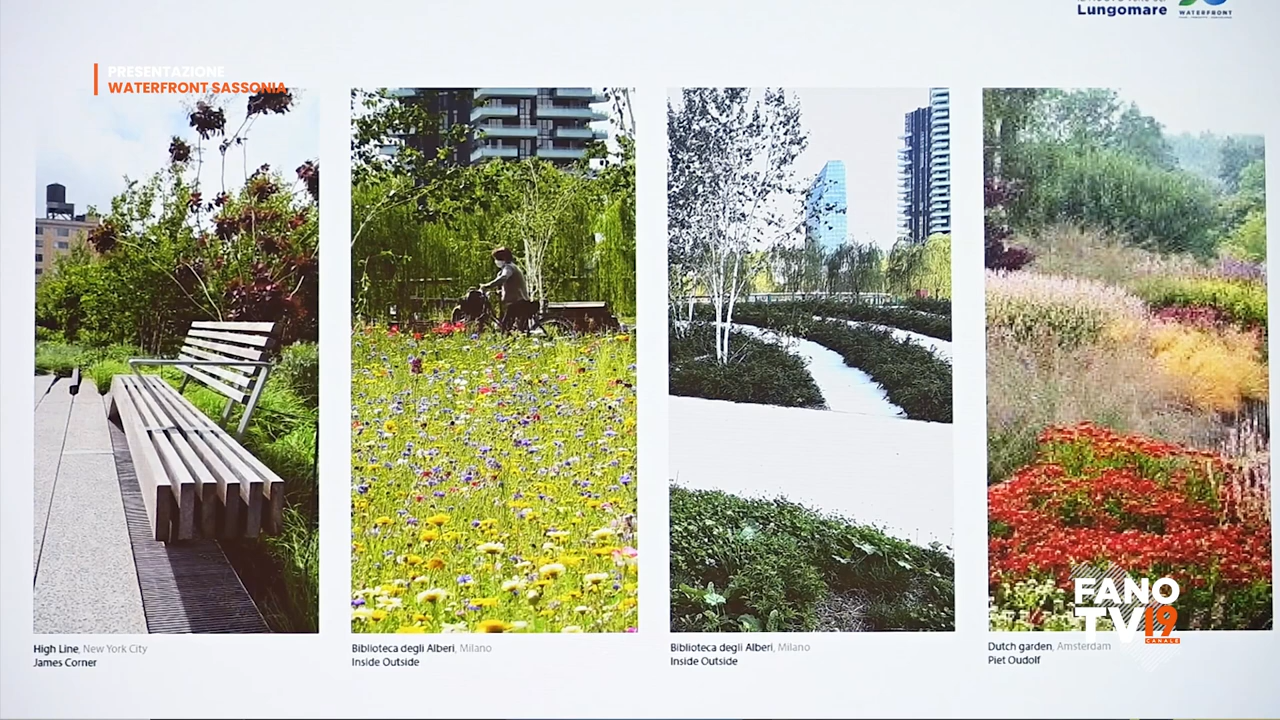 Lungomare
WATERFRONT
PRESENTAZIONE
WATERFRONT SASSONIA
High Line, New York City
James Corner
Biblioteca degli Alberi, Milano
Inside Outside
Biblioteca degli Alberi, Milano
Inside Outside
Dutch garden, Amsterdam
Piet Oudolf
FANO
TV 19
CANALE